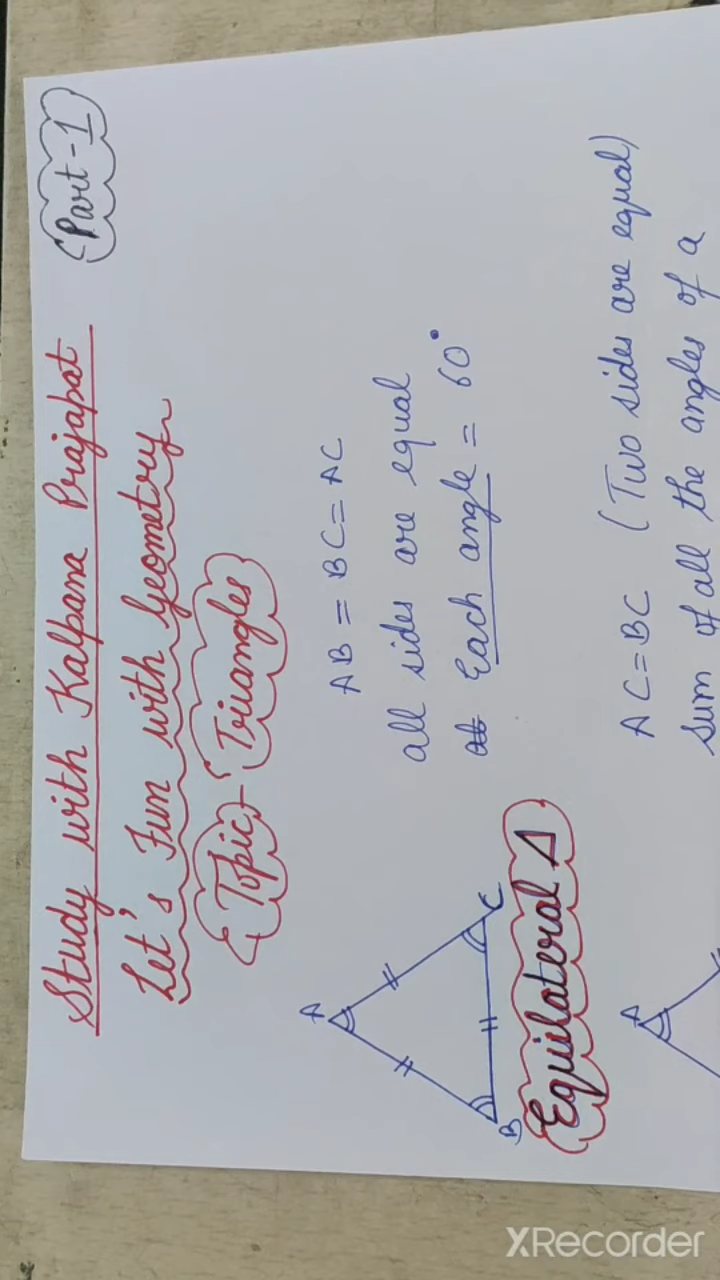 Study with Kalpana Prajapat
Part-1
Let's Fun with Geometry
Topic - Triangles
A
B
C
AB = BC = AC
all sides are equal
Each angle = 60°
Equilateral Δ
A
AC = BC (Two sides are equal)
Sum of all the angles of a
XRecorder